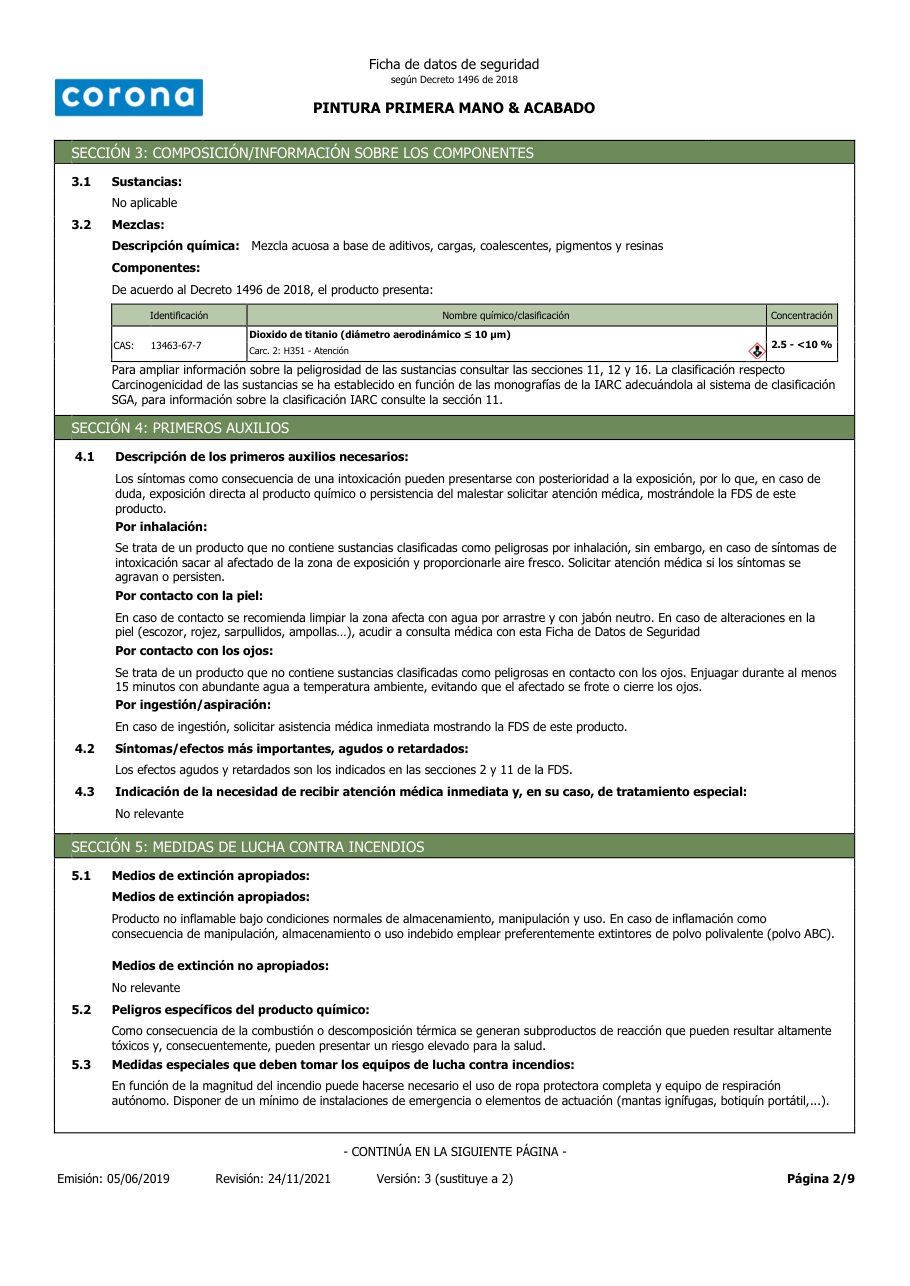 Ficha de datos de seguridad
según Decreto 1496 de 2018
corona
PINTURA PRIMERA MANO & ACABADO
SECCIÓN 3: COMPOSICIÓN/INFORMACIÓN SOBRE LOS COMPONENTES
3.1 Sustancias:
No aplicable
3.2 Mezclas:
Descripción química: Mezcla acuosa a base de aditivos, cargas, coalescentes, pigmentos y resinas
Componentes:
De acuerdo al Decreto 1496 de 2018, el producto presenta:
Identificación Nombre químico/clasificación Concentración
Dioxido de titanio (diámetro aerodinámico ≤ 10 µm)
CAS: 13463-67-7 2.5 - <10 %
Carc. 2: H351 - Atención
Para ampliar información sobre la peligrosidad de las sustancias consultar las secciones 11, 12 y 16. La clasificación respecto
Carcinogenicidad de las sustancias se ha establecido en función de las monografías de la IARC adecuándola al sistema de clasificación
SGA, para información sobre la clasificación IARC consulte la sección 11.
SECCIÓN 4: PRIMEROS AUXILIOS
4.1 Descripción de los primeros auxilios necesarios:
Los síntomas como consecuencia de una intoxicación pueden presentarse con posterioridad a la exposición, por lo que, en caso de
duda, exposición directa al producto químico o persistencia del malestar solicitar atención médica, mostrándole la FDS de este
producto.
Por inhalación:
Se trata de un producto que no contiene sustancias clasificadas como peligrosas por inhalación, sin embargo, en caso de síntomas de
intoxicación sacar al afectado de la zona de exposición y proporcionarle aire fresco. Solicitar atención médica si los síntomas se
agravan o persisten.
Por contacto con la piel:
En caso de contacto se recomienda limpiar la zona afecta con agua por arrastre y con jabón neutro. En caso de alteraciones en la
piel (escozor, rojez, sarpullidos, ampollas…), acudir a consulta médica con esta Ficha de Datos de Seguridad
Por contacto con los ojos:
Se trata de un producto que no contiene sustancias clasificadas como peligrosas en contacto con los ojos. Enjuagar durante al menos
15 minutos con abundante agua a temperatura ambiente, evitando que el afectado se frote o cierre los ojos.
Por ingestión/aspiración:
En caso de ingestión, solicitar asistencia médica inmediata mostrando la FDS de este producto.
4.2 Síntomas/efectos más importantes, agudos o retardados:
Los efectos agudos y retardados son los indicados en las secciones 2 y 11 de la FDS.
4.3 Indicación de la necesidad de recibir atención médica inmediata y, en su caso, de tratamiento especial:
No relevante
SECCIÓN 5: MEDIDAS DE LUCHA CONTRA INCENDIOS
5.1 Medios de extinción apropiados:
Medios de extinción apropiados:
Producto no inflamable bajo condiciones normales de almacenamiento, manipulación y uso. En caso de inflamación como
consecuencia de manipulación, almacenamiento o uso indebido emplear preferentemente extintores de polvo polivalente (polvo ABC).
Medios de extinción no apropiados:
No relevante
5.2 Peligros específicos del producto químico:
Como consecuencia de la combustión o descomposición térmica se generan subproductos de reacción que pueden resultar altamente
tóxicos y, consecuentemente, pueden presentar un riesgo elevado para la salud.
5.3 Medidas especiales que deben tomar los equipos de lucha contra incendios:
En función de la magnitud del incendio puede hacerse necesario el uso de ropa protectora completa y equipo de respiración
autónomo. Disponer de un mínimo de instalaciones de emergencia o elementos de actuación (mantas ignífugas, botiquín portátil,...).
- CONTINÚA EN LA SIGUIENTE PÁGINA -
Emisión: 05/06/2019 Revisión: 24/11/2021 Versión: 3 (sustituye a 2) Página 2/9